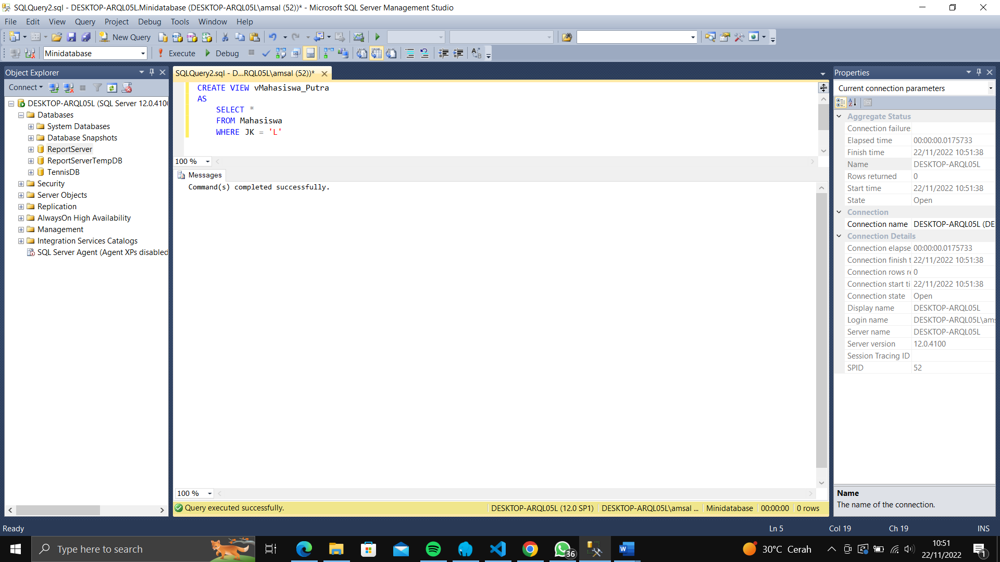 SQLQuery2.sql - DESKTOP-ARQL05L.Minidatabase (DESKTOP-ARQL05L\amsal (52))* - Microsoft SQL Server Management Studio
File Edit View Query Project Debug Tools Window Help
New Query
Minidatabase Execute Debug
Object Explorer
Connect
DESKTOP-ARQL05L (SQL Server 12.0.410
Databases
System Databases
Database Snapshots
ReportServer
ReportServerTempDB
TennisDB
Security
Server Objects
Replication
AlwaysOn High Availability
Management
Integration Services Catalogs
SQL Server Agent (Agent XPs disabled
SQLQuery2.sql - D...RQL05L\amsal (52))*
CREATE VIEW vMahasiswa_Putra
AS
SELECT *
FROM Mahasiswa
WHERE JK = 'L'
100 %
Messages
Command(s) completed successfully.
100 %
Query executed successfully. DESKTOP-ARQL05L (12.0 SP1) DESKTOP-ARQL05L\amsal ... Minidatabase 00:00:00 0 rows
Properties
Current connection parameters
Aggregate Status
Connection failure
Elapsed time 00:00:00.0175733
Finish time 22/11/2022 10:51:38
Name DESKTOP-ARQL05L
Rows returned 0
Start time 22/11/2022 10:51:38
State Open
Connection
Connection name DESKTOP-ARQL05L (DE
Connection Details
Connection elapse 00:00:00.0175733
Connection finish t 22/11/2022 10:51:38
Connection rows re 0
Connection start ti 22/11/2022 10:51:38
Connection state Open
Display name DESKTOP-ARQL05L
Login name DESKTOP-ARQL05L\ams
Server name DESKTOP-ARQL05L
Server version 12.0.4100
Session Tracing ID
SPID 52
Name
The name of the connection.
Ready Ln 5 Col 19 Ch 19 INS
Type here to search
36
30°C Cerah
10:51
22/11/2022
1